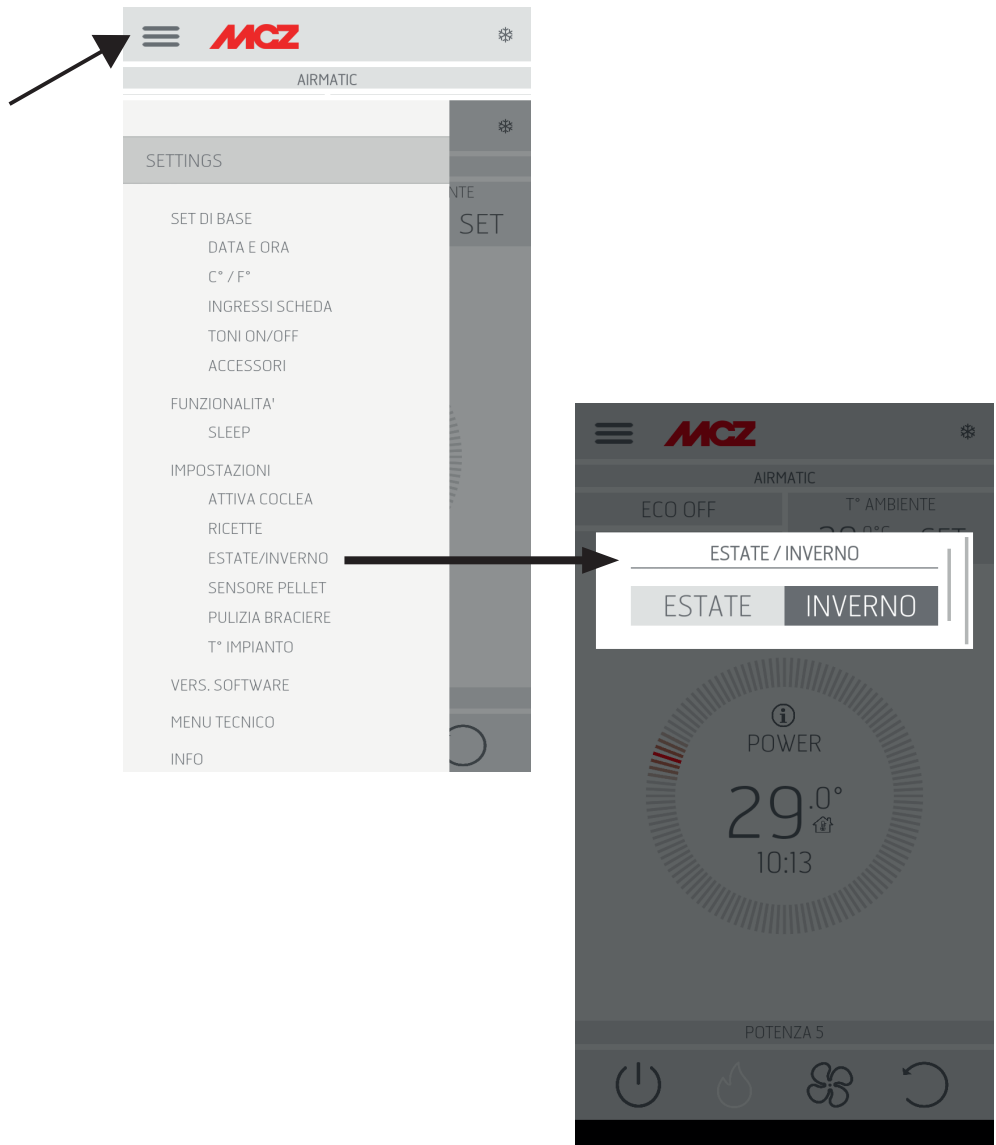 MCZ
AIRMATIC
SETTINGS
NTE
SET
SET DI BASE
DATA E ORA
C° / F°
INGRESSI SCHEDA
TONI ON/OFF
ACCESSORI
FUNZIONALITA'
SLEEP
IMPOSTAZIONI
ATTIVA COCLEA
RICETTE
ESTATE/INVERNO
SENSORE PELLET
PULIZIA BRACIERE
T° IMPIANTO
VERS. SOFTWARE
MENU TECNICO
INFO
MCZ
AIRMATIC
ECO OFF
T° AMBIENTE
ESTATE / INVERNO
ESTATE INVERNO
POWER
29.0°
10:13
POTENZA 5